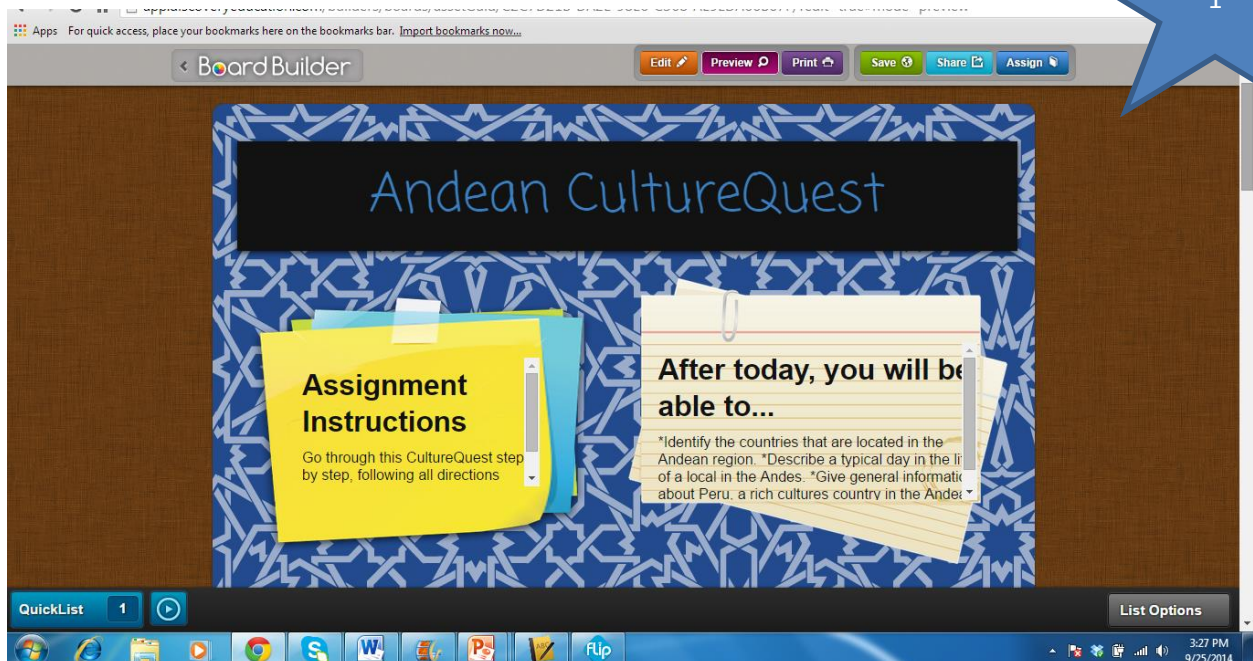 1
Apps For quick access, place your bookmarks here on the bookmarks bar. Import bookmarks now...
Board Builder
Edit Preview Print Save Share Assign
Andean CultureQuest
Assignment
Instructions
Go through this CultureQuest step
by step, following all directions
After today, you will be
able to...
*Identify the countries that are located in the
Andean region. *Describe a typical day in the
of a local in the Andes. *Give general
about Peru, a rich cultures country in the
QuickList 1
List Options
flip
3:27 PM
9/25/2014